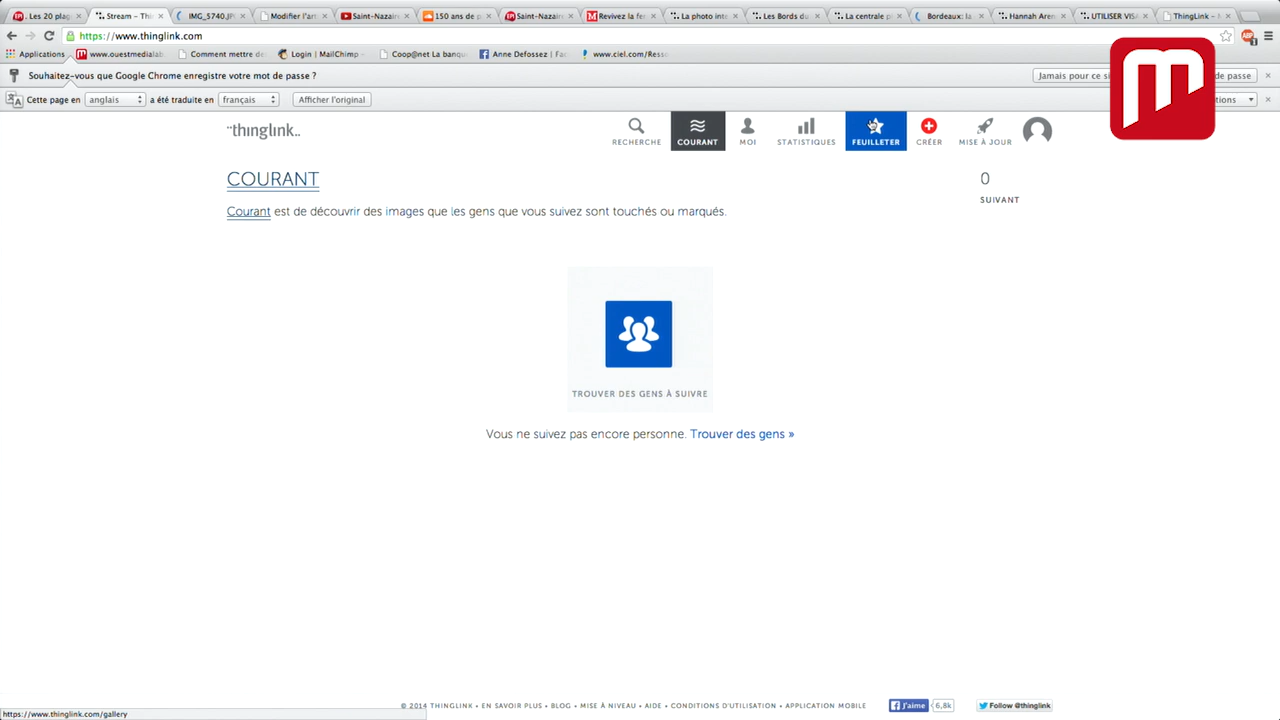 . Les 20 plag
Stream – Thi
IMG_5740.JP
Modifier l'art
Saint-Nazaire
150 ans de p
Saint-Nazaire
Revivez la fer
La photo inte
Les Bords du
La centrale p
Bordeaux: la
Hannah Aren
UTILISER VISA
ThingLink –
https://www.thinglink.com
Applications
www.ouestmedialab
Comment mettre de
Login | MailChimp
Coop@net La banqu
Anne Defossez | Fac
www.ciel.com/Resso
Souhaitez-vous que Google Chrome enregistre votre mot de passe ?
Jamais pour ce si
de passe
Cette page en anglais a été traduite en français Afficher l'original
tions
thinglink..
RECHERCHE
COURANT
MOI
STATISTIQUES
FEUILLETER
CRÉER
MISE À JOUR
COURANT
0
SUIVANT
Courant est de découvrir des images que les gens que vous suivez sont touchés ou marqués.
TROUVER DES GENS À SUIVRE
Vous ne suivez pas encore personne. Trouver des gens »
© 2014 THINGLINK • EN SAVOIR PLUS • BLOG • MISE À NIVEAU • AIDE • CONDITIONS D'UTILISATION • APPLICATION MOBILE
J'aime 6,8k
Follow @thinglink
https://www.thinglink.com/gallery